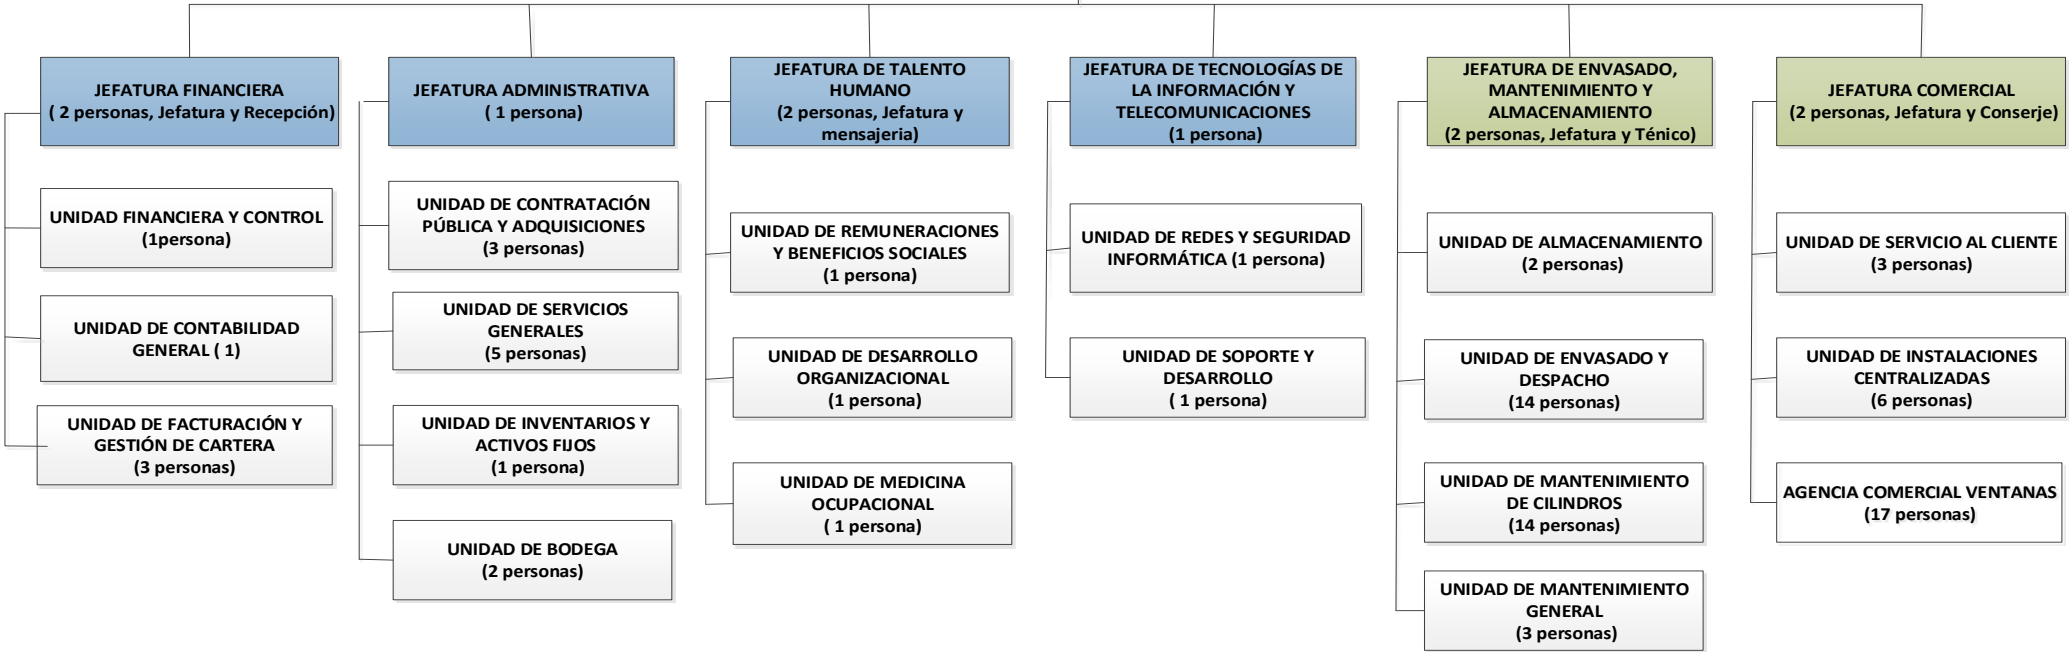 JEFATURA FINANCIERA
( 2 personas, Jefatura y Recepción)
UNIDAD FINANCIERA Y CONTROL
(1persona)
UNIDAD DE CONTABILIDAD
GENERAL ( 1)
UNIDAD DE FACTURACIÓN Y
GESTIÓN DE CARTERA
(3 personas)
JEFATURA ADMINISTRATIVA
( 1 persona)
UNIDAD DE CONTRATACIÓN
PÚBLICA Y ADQUISICIONES
(3 personas)
UNIDAD DE SERVICIOS
GENERALES
(5 personas)
UNIDAD DE INVENTARIOS Y
ACTIVOS FIJOS
(1 persona)
UNIDAD DE BODEGA
(2 personas)
JEFATURA DE TALENTO
HUMANO
(2 personas, Jefatura y
mensajeria)
UNIDAD DE REMUNERACIONES
Y BENEFICIOS SOCIALES
(1 persona)
UNIDAD DE DESARROLLO
ORGANIZACIONAL
(1 persona)
UNIDAD DE MEDICINA
OCUPACIONAL
( 1 persona)
JEFATURA DE TECNOLOGÍAS DE
LA INFORMACIÓN Y
TELECOMUNICACIONES
(1 persona)
UNIDAD DE REDES Y SEGURIDAD
INFORMÁTICA (1 persona)
UNIDAD DE SOPORTE Y
DESARROLLO
( 1 persona)
JEFATURA DE ENVASADO,
MANTENIMIENTO Y
ALMACENAMIENTO
(2 personas, Jefatura y Ténico)
UNIDAD DE ALMACENAMIENTO
(2 personas)
UNIDAD DE ENVASADO Y
DESPACHO
(14 personas)
UNIDAD DE MANTENIMIENTO
DE CILINDROS
(14 personas)
UNIDAD DE MANTENIMIENTO
GENERAL
(3 personas)
JEFATURA COMERCIAL
(2 personas, Jefatura y Conserje)
UNIDAD DE SERVICIO AL CLIENTE
(3 personas)
UNIDAD DE INSTALACIONES
CENTRALIZADAS
(6 personas)
AGENCIA COMERCIAL VENTANAS
(17 personas)